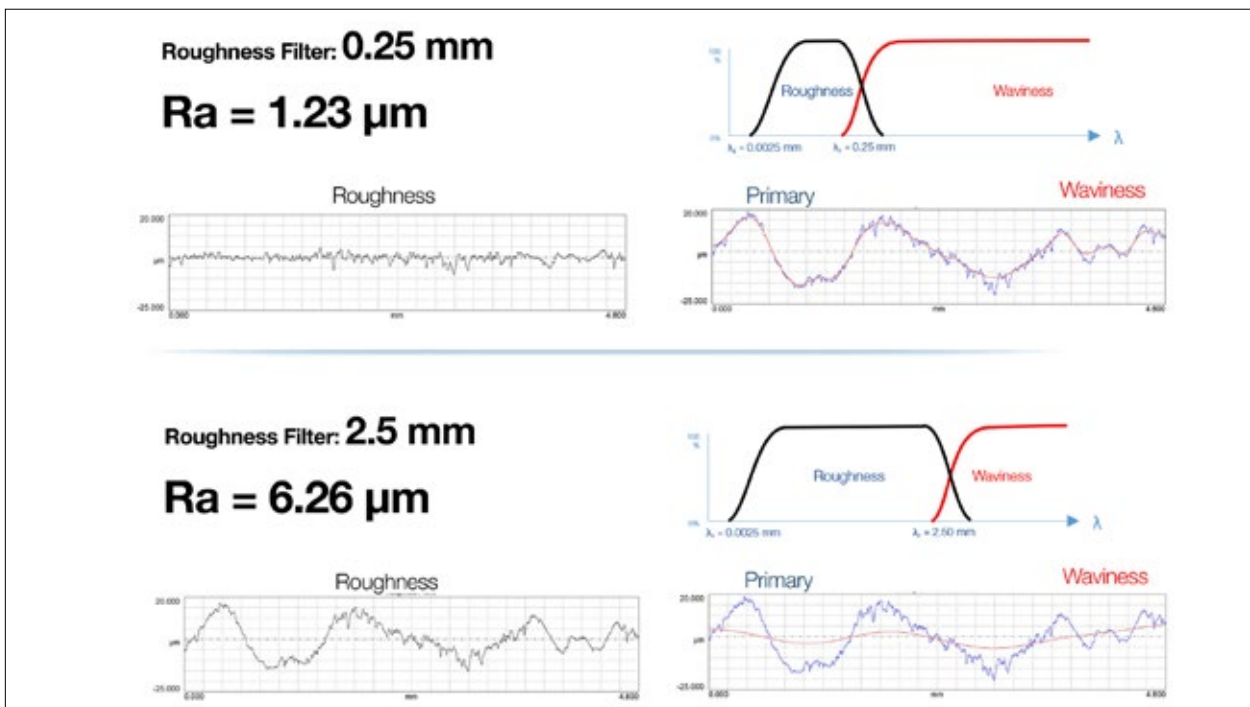 Roughness Filter: 0.25 mm
Ra = 1.23 µm
100
%
0%
Roughness
Waviness
λ
λs = 0.0025 mm
λc = 0.25 mm
Roughness
20.000
µm
-25.000
0.000
mm
4.800
Primary
Waviness
20.000
µm
-25.000
0.000
mm
4.800
Roughness Filter: 2.5 mm
Ra = 6.26 µm
100
%
0%
Roughness
Waviness
λ
λs = 0.0025 mm
λc = 2.50 mm
Roughness
20.000
µm
-25.000
0.000
mm
4.800
Primary
Waviness
20.000
µm
-25.000
0.000
mm
4.800